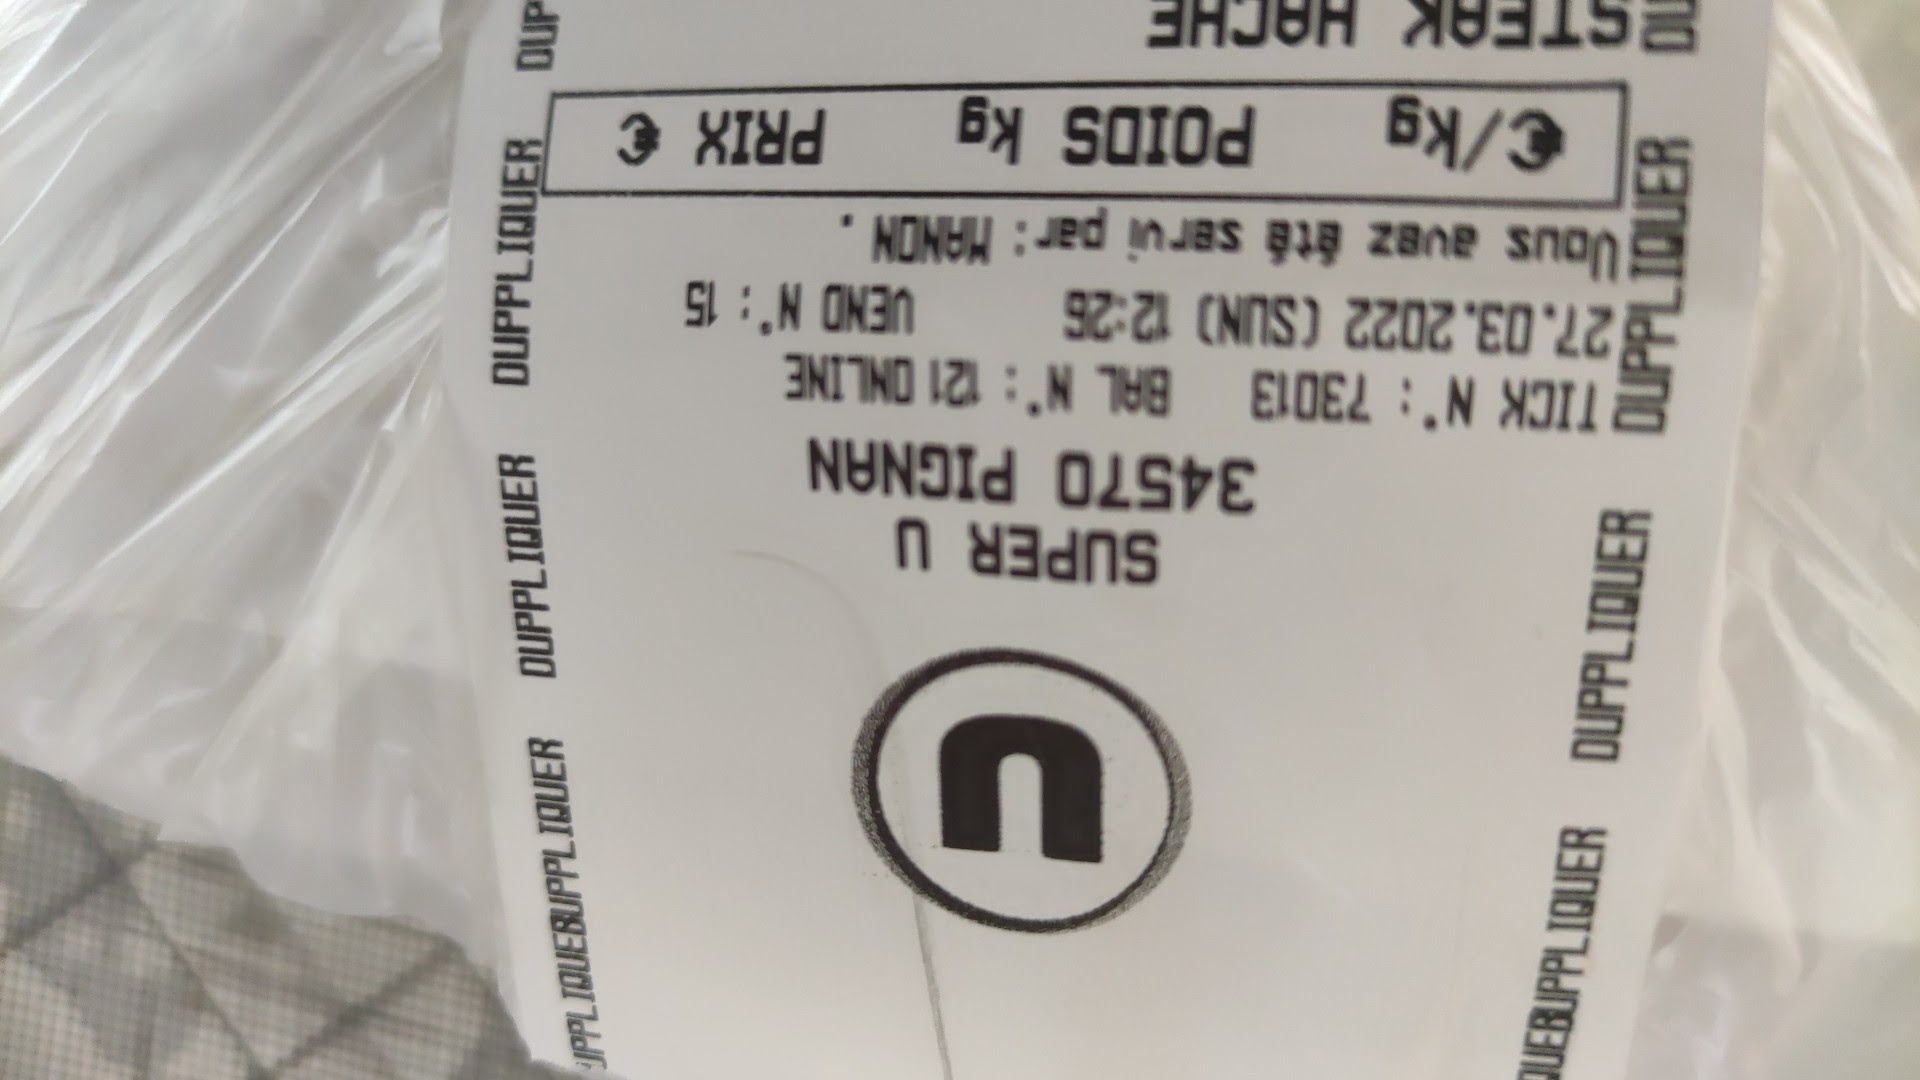 U
SUPER U
34570 PIGNAN
TICK N°: 73013 BAL N°: 121 ONLINE
27.03.2022 (SUN) 12:26 VEND N°: 15
Vous avez été servi par: MANON .
€/Kg POIDS kg PRIX €
STEAK HACHE
DUPPLIQUER
DUPPLIQUER
DUPPLIQUER
DUPPLIQUER
DUPPLIQUER
DUPPLIQUER